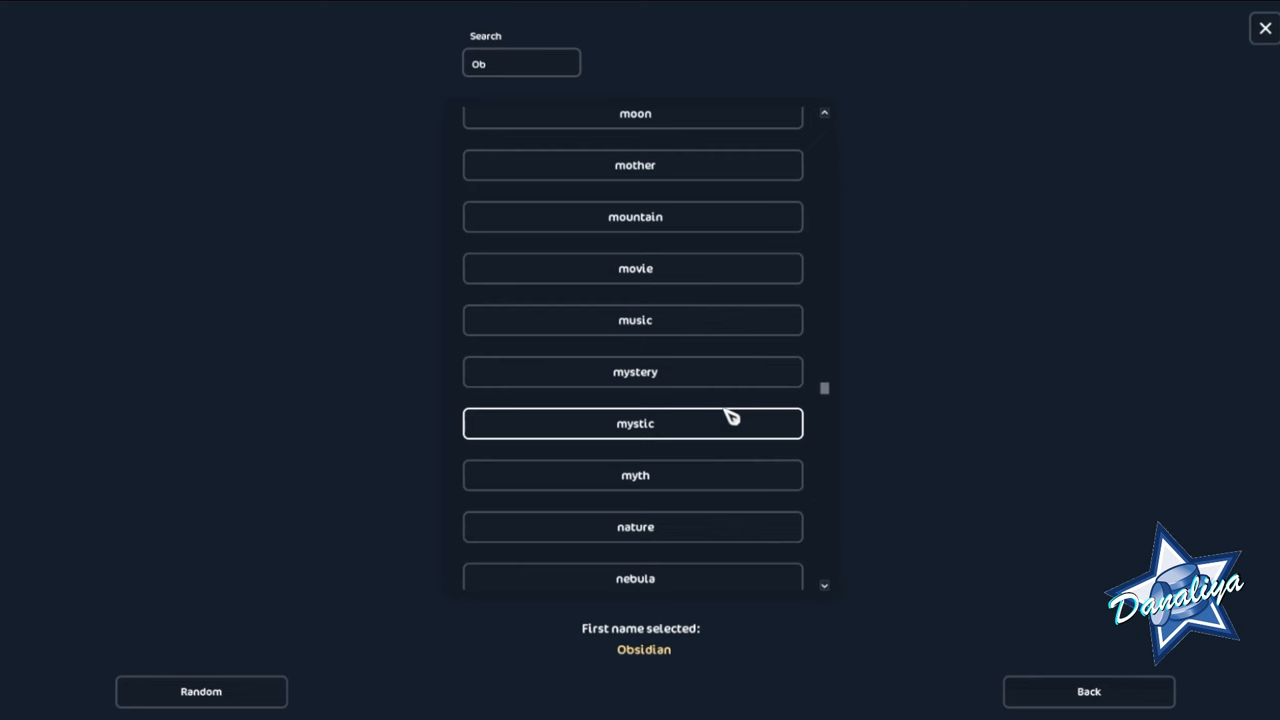 Search
Ob
moon
mother
mountain
movie
music
mystery
mystic
myth
nature
nebula
First name selected:
Obsidian
Random
Back
Danaliya